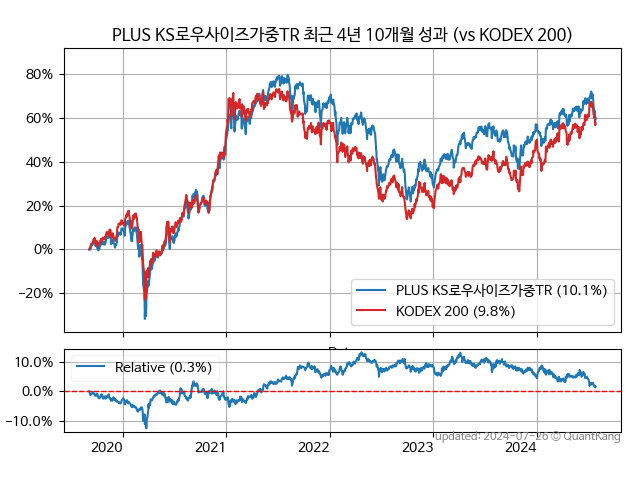 PLUS KS로우사이즈가중TR 최근 4년 10개월 성과 (vs KODEX 200)
80%
60%
40%
20%
0%
−20%
PLUS KS로우사이즈가중TR (10.1%)
KODEX 200 (9.8%)
10.0%
0.0%
−10.0%
Relative (0.3%)
2020
2021
2022
2023
2024
updated: 2024-07-26 © QuantKang